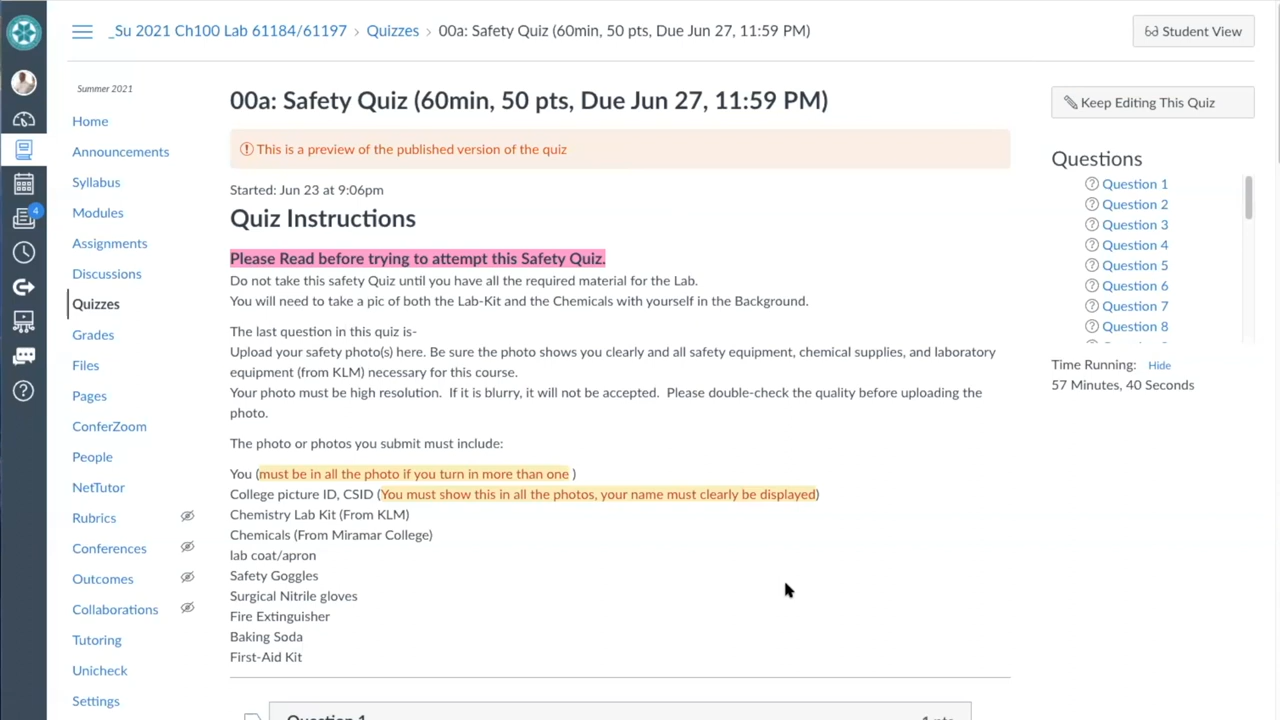 _Su 2021 Ch100 Lab 61184/61197 › Quizzes › 00a: Safety Quiz (60min, 50 pts, Due Jun 27, 11:59 PM)
Student View
4
Summer 2021
Home
Announcements
Syllabus
Modules
Assignments
Discussions
Quizzes
Grades
Files
Pages
ConferZoom
People
NetTutor
Rubrics
Conferences
Outcomes
Collaborations
Tutoring
Unicheck
Settings
00a: Safety Quiz (60min, 50 pts, Due Jun 27, 11:59 PM)
This is a preview of the published version of the quiz
Started: Jun 23 at 9:06pm
Quiz Instructions
Please Read before trying to attempt this Safety Quiz.
Do not take this safety Quiz until you have all the required material for the Lab.
You will need to take a pic of both the Lab-Kit and the Chemicals with yourself in the Background.
The last question in this quiz is-
Upload your safety photo(s) here. Be sure the photo shows you clearly and all safety equipment, chemical supplies, and laboratory
equipment (from KLM) necessary for this course.
Your photo must be high resolution. If it is blurry, it will not be accepted. Please double-check the quality before uploading the
photo.
The photo or photos you submit must include:
You (must be in all the photo if you turn in more than one )
College picture ID, CSID (You must show this in all the photos, your name must clearly be displayed)
Chemistry Lab Kit (From KLM)
Chemicals (From Miramar College)
lab coat/apron
Safety Goggles
Surgical Nitrile gloves
Fire Extinguisher
Baking Soda
First-Aid Kit
Question 1
1 pts
Keep Editing This Quiz
Questions
Question 1
Question 2
Question 3
Question 4
Question 5
Question 6
Question 7
Question 8
Time Running: Hide
57 Minutes, 40 Seconds